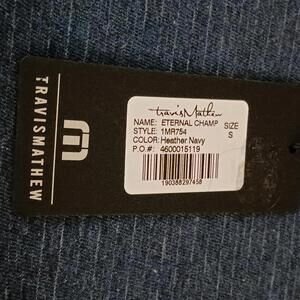 TRAVISMATHEW
travisMathew
NAME: ETERNAL CHAMP
STYLE: 1MR754
COLOR: Heather Navy
P.O.#: 4600015119
SIZE
S
190388297458